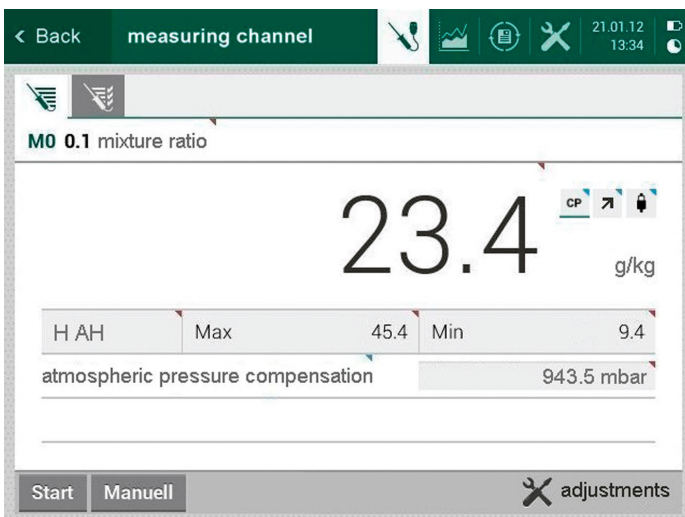 < Back measuring channel 21.01.12
13:34
M0 0.1 mixture ratio
23.4 CP
g/kg
H AH Max 45.4 Min 9.4
atmospheric pressure compensation 943.5 mbar
Start Manuell adjustments